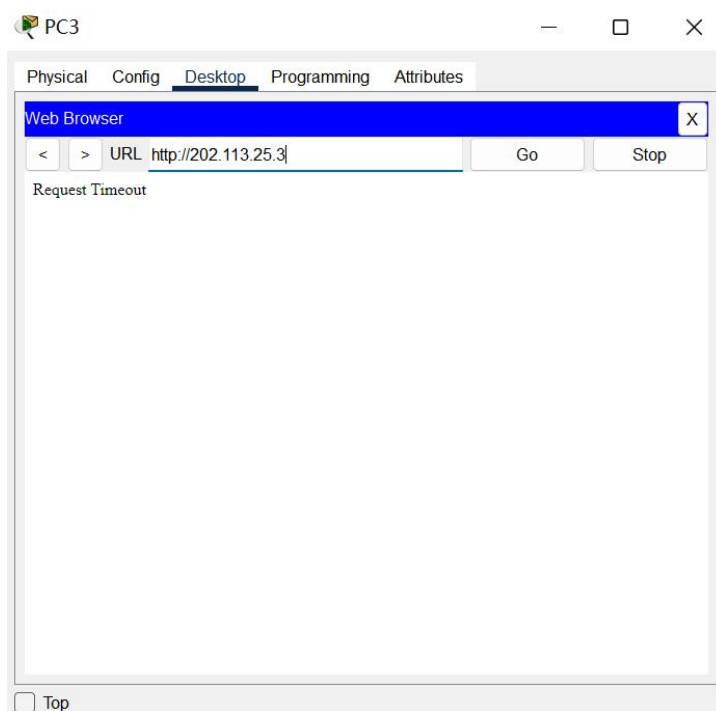 PC3
Physical Config Desktop Programming Attributes
Web Browser X
< > URL http://202.113.25.3 Go Stop
Request Timeout
Top